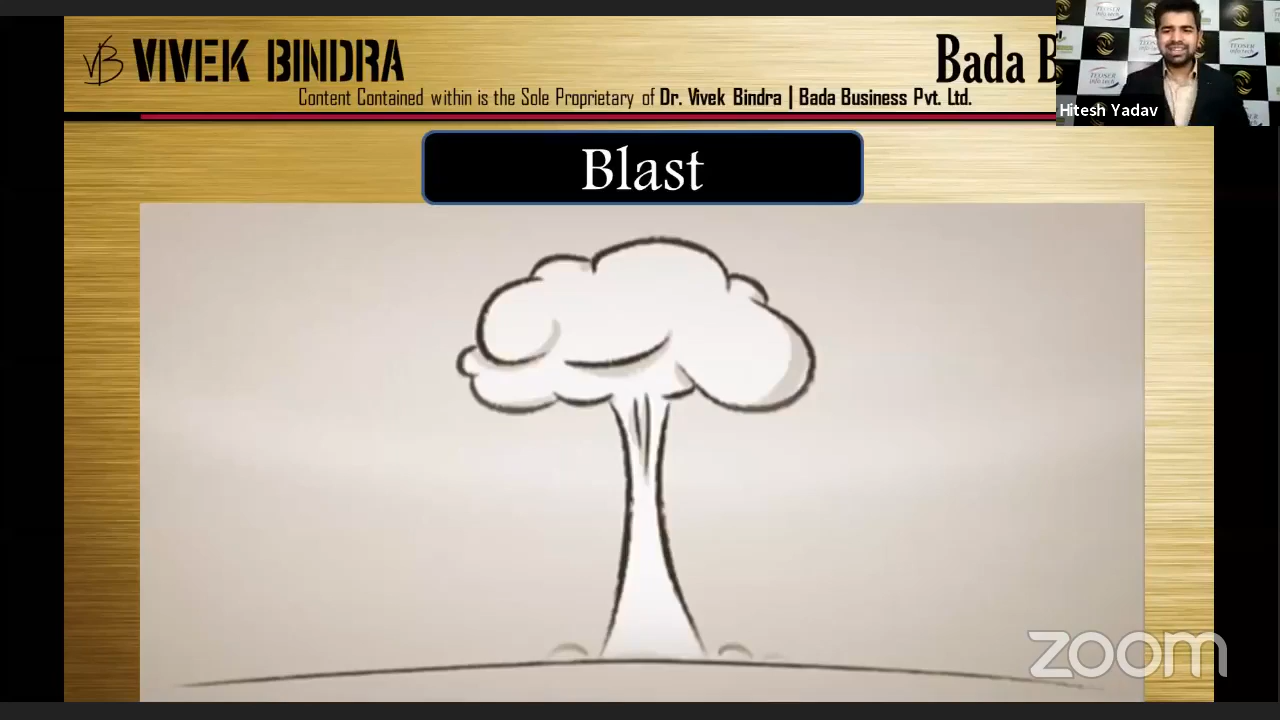 VB VIVEK BINDRA
Bada B
Content Contained within is the Sole Proprietary of Dr. Vivek Bindra | Bada Business Pvt. Ltd.
Hitesh Yadav
Blast
zoom